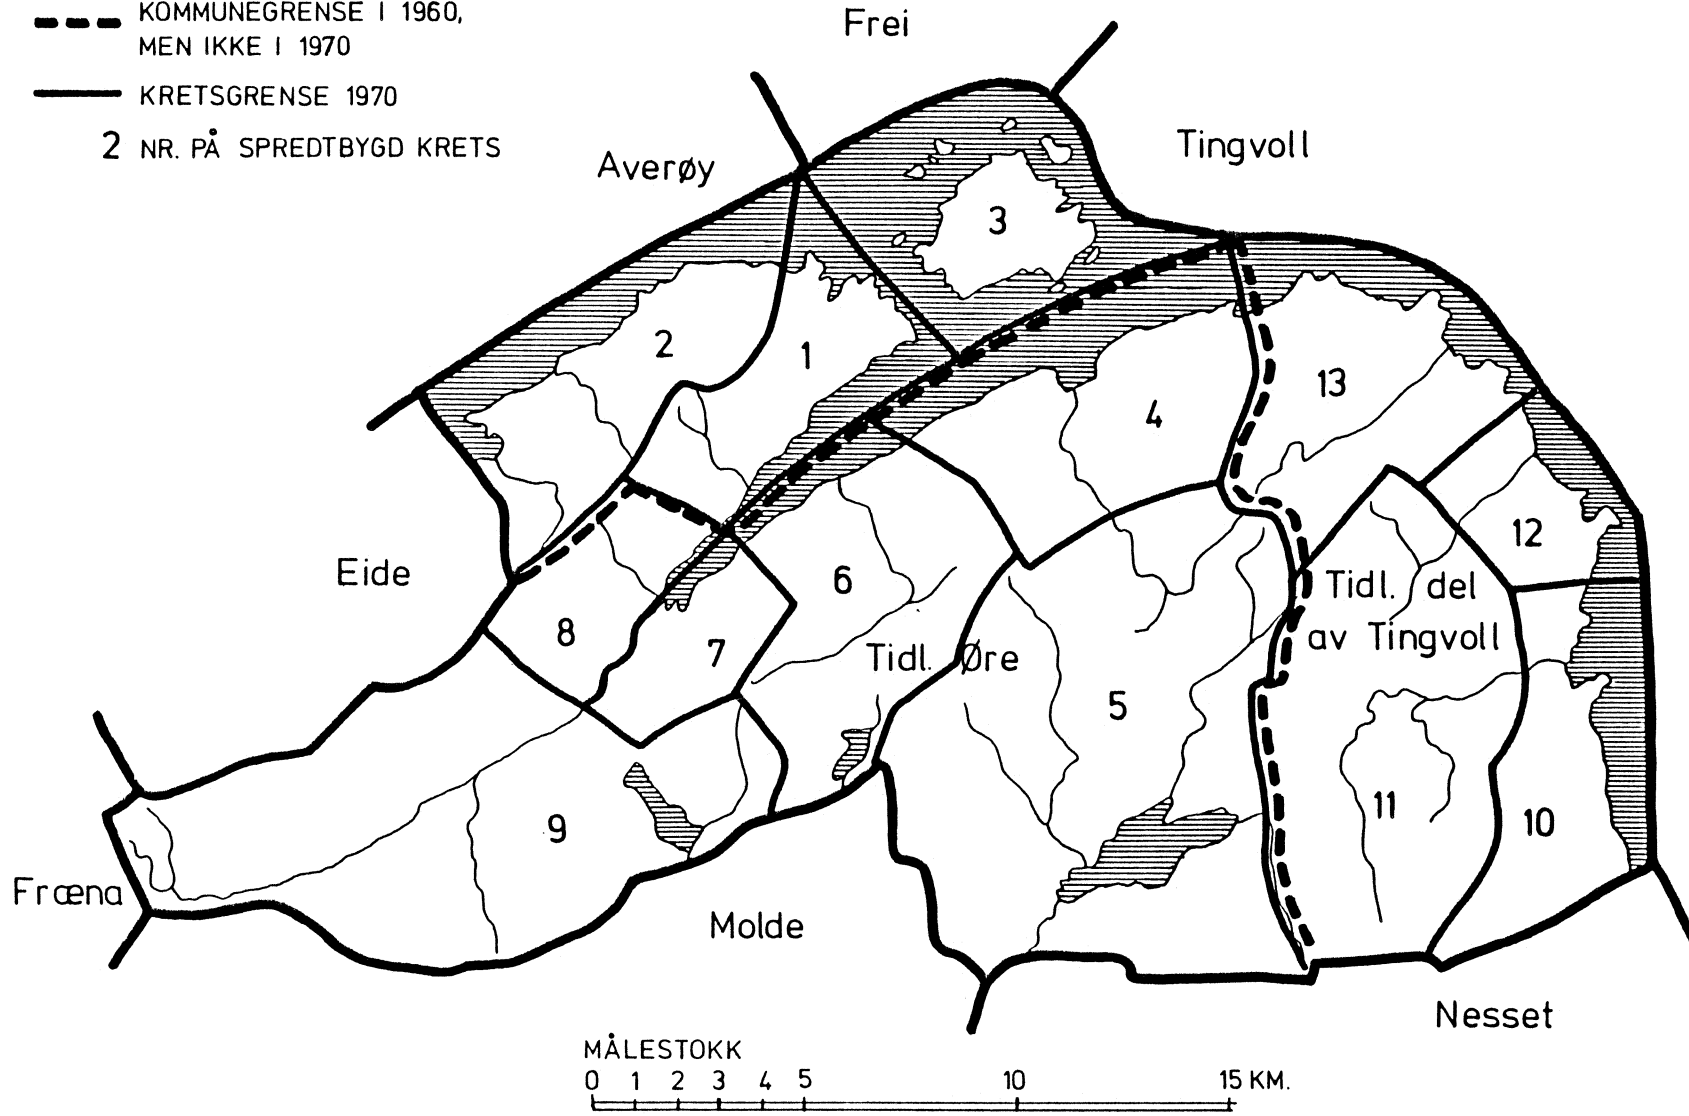 KOMMUNEGRENSE I 1960,
MEN IKKE I 1970
KRETSGRENSE 1970
2 NR. PÅ SPREDTBYGD KRETS
Frei
Averøy
Tingvoll
3
2
1
4
13
12
Eide
6
Tidl. del
av Tingvoll
8
7
Tidl. Øre
5
11
10
9
Fræna
Molde
Nesset
MÅLESTOKK
0 1 2 3 4 5 10 15 KM.